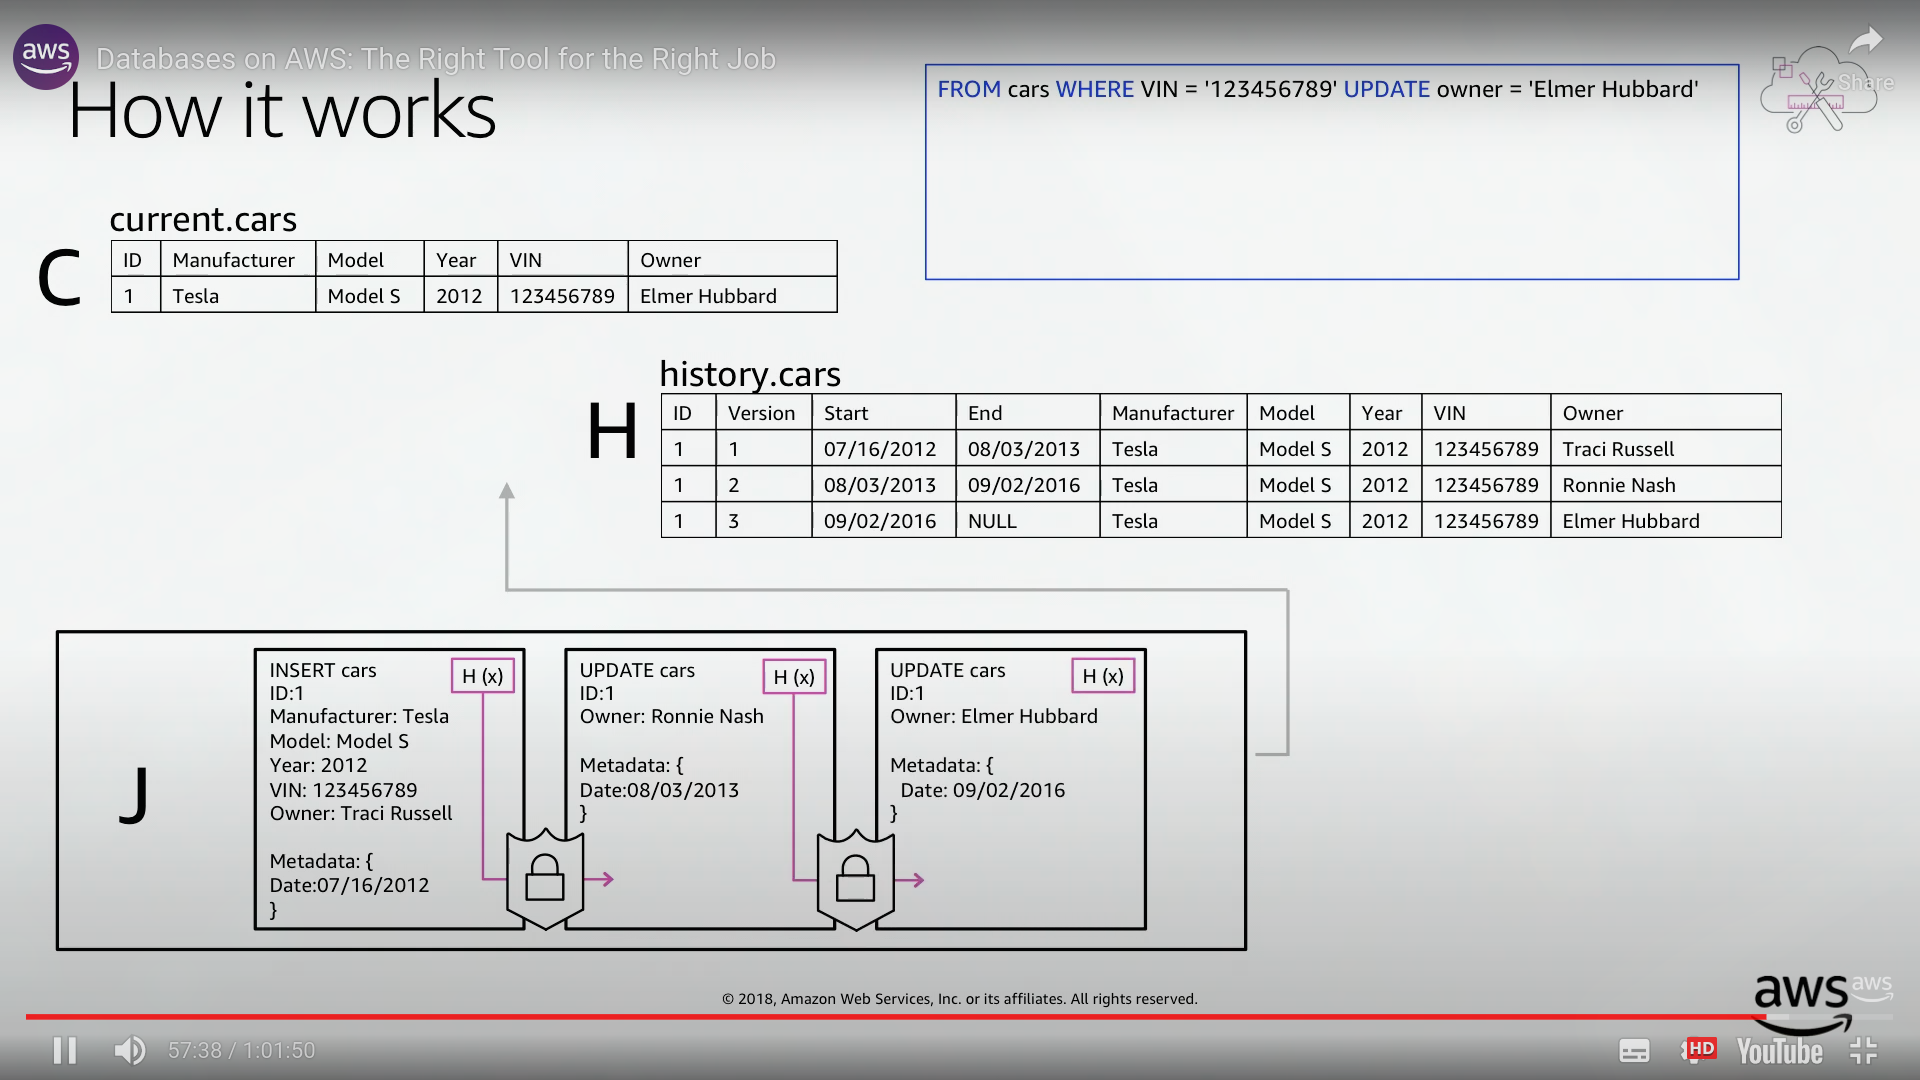 aws
Databases on AWS: The Right Tool for the Right Job
Share
How it works
FROM cars WHERE VIN = '123456789' UPDATE owner = 'Elmer Hubbard'
current.cars
C
ID Manufacturer Model Year VIN Owner
1 Tesla Model S 2012 123456789 Elmer Hubbard
history.cars
H
ID Version Start End Manufacturer Model Year VIN Owner
1 1 07/16/2012 08/03/2013 Tesla Model S 2012 123456789 Traci Russell
1 2 08/03/2013 09/02/2016 Tesla Model S 2012 123456789 Ronnie Nash
1 3 09/02/2016 NULL Tesla Model S 2012 123456789 Elmer Hubbard
J
INSERT cars
H (x)
ID:1
Manufacturer: Tesla
Model: Model S
Year: 2012
VIN: 123456789
Owner: Traci Russell
Metadata: {
Date:07/16/2012
}
UPDATE cars
H (x)
ID:1
Owner: Ronnie Nash
Metadata: {
Date:08/03/2013
}
UPDATE cars
H (x)
ID:1
Owner: Elmer Hubbard
Metadata: {
Date: 09/02/2016
}
© 2018, Amazon Web Services, Inc. or its affiliates. All rights reserved.
aws
aws
57:38 / 1:01:50
HD
YouTube